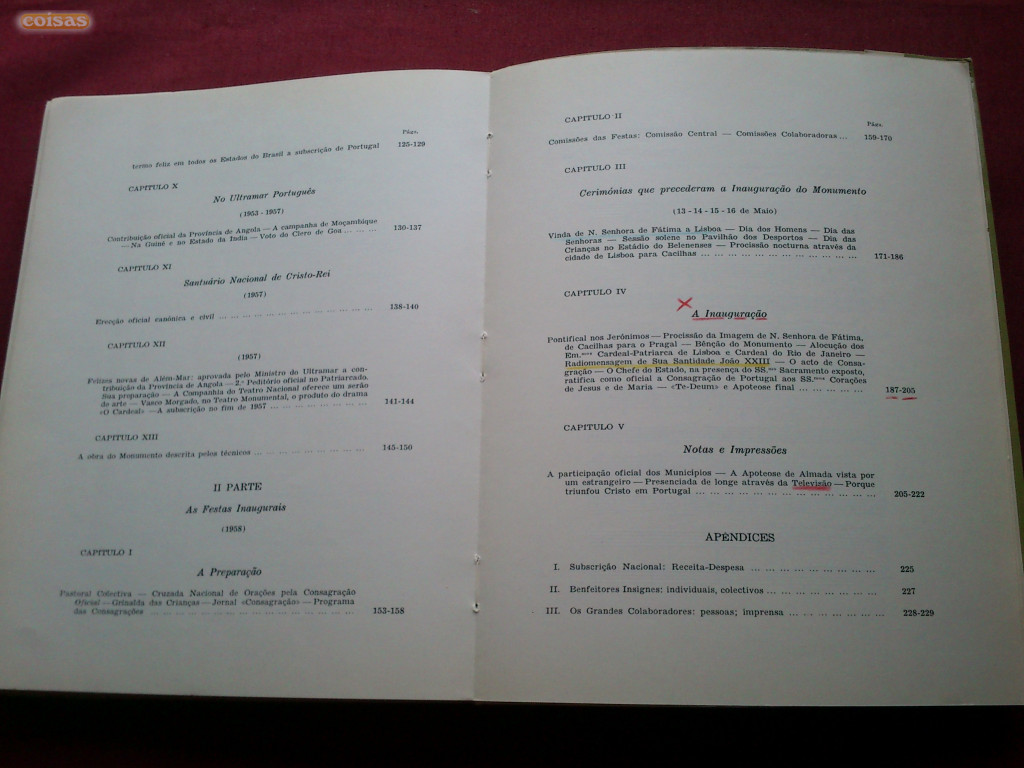 coisas
Págs.
termo feliz em todos os Estados do Brasil a subscrição de Portugal 125-129
CAPITULO X
No Ultramar Português
(1953-1957)
Contribuição oficial da Província de Angola — A campanha de Moçambique
— Na Guiné e no Estado da India — Voto do Clero de Goa ... ... ... 130-137
CAPITULO XI
Santuário Nacional de Cristo-Rei
(1957)
Erecção oficial canónica e civil ... ... ... ... ... ... ... ... ... ... ... 138-140
CAPITULO XII
(1957)
Felizes novas de Além-Mar: aprovada pelo Ministro do Ultramar a con-
tribuição da Província de Angola — 2.º Peditório oficial no Patriarcado.
Sua preparação — A Companhia do Teatro Nacional oferece um serão
de arte — Vasco Morgado, no Teatro Monumental, o produto do drama
«O Cardeal» — A subscrição no fim de 1957 ... ... ... ... ... ... ... 141-144
CAPITULO XIII
A obra do Monumento descrita pelos técnicos ... ... ... ... ... ... ... ... 145-150
II PARTE
As Festas Inaugurais
(1958)
CAPITULO I
A Preparação
Pastoral Colectiva — Cruzada Nacional de Orações pela Consagração
Oficial — Grinalda das Crianças — Jornal «Consagração» — Programa
das Consagrações ... ... ... ... ... ... ... ... ... ... ... ... 153-158
CAPITULO II
Págs.
Comissões das Festas: Comissão Central — Comissões Colaboradoras ... 159-170
CAPITULO III
Cerimónias que precederam a Inauguração do Monumento
(13-14-15-16 de Maio)
Vinda de N. Senhora de Fátima a Lisboa — Dia dos Homens — Dia das
Senhoras — Sessão solene no Pavilhão dos Desportos — Dia das
Crianças no Estádio do Belenenses — Procissão nocturna através da
cidade de Lisboa para Cacilhas ... ... ... ... ... ... ... ... ... ... ... 171-186
CAPITULO IV
A Inauguração
Pontifical nos Jerónimos — Procissão da Imagem de N. Senhora de Fátima,
de Cacilhas para o Pragal — Bênção do Monumento — Alocução dos
Em.mos Cardeal-Patriarca de Lisboa e Cardeal do Rio de Janeiro —
Radiomensagem de Sua Santidade João XXIII — O acto de Consa-
gração — O Chefe do Estado, na presença do SS.mo Sacramento exposto,
ratifica como oficial a Consagração de Portugal aos SS.mos Corações
de Jesus e de Maria — «Te-Deum» e Apoteose final ... ... ... ... ... 187-205
CAPITULO V
Notas e Impressões
A participação oficial dos Municípios — A Apoteose de Almada vista por
um estrangeiro — Presenciada de longe através da Televisão — Porque
triunfou Cristo em Portugal ... ... ... ... ... ... ... ... ... ... ... ... 205-222
APÊNDICES
I. Subscrição Nacional: Receita-Despesa ... ... ... ... ... ... ... ... 225
II. Benfeitores Insignes: individuais, colectivos ... ... ... ... ... ... ... 227
III. Os Grandes Colaboradores: pessoas; imprensa ... ... ... ... ... ... 228-229